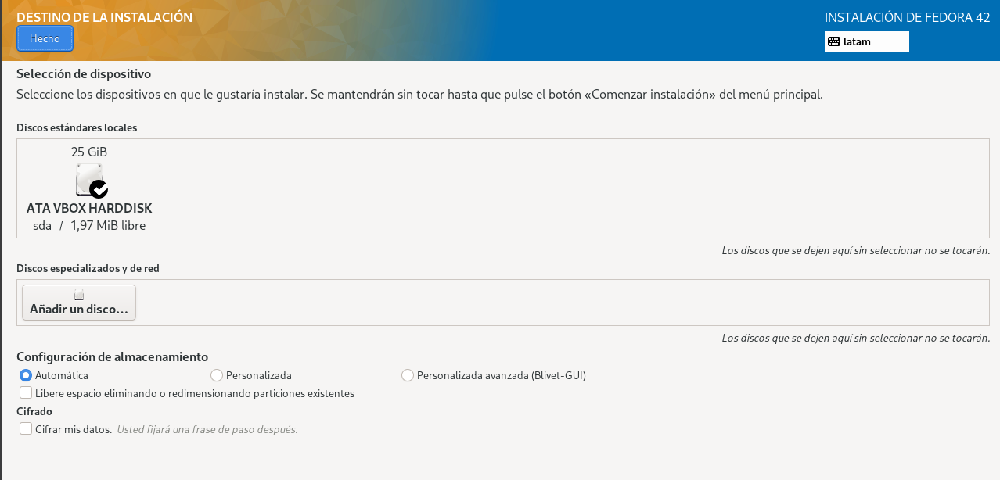 DESTINO DE LA INSTALACIÓN
INSTALACIÓN DE FEDORA 42
Hecho
latam
Selección de dispositivo
Seleccione los dispositivos en que le gustaría instalar. Se mantendrán sin tocar hasta que pulse el botón «Comenzar instalación» del menú principal.
Discos estándares locales
25 GiB
ATA VBOX HARDDISK
sda / 1,97 MiB libre
Los discos que se dejen aquí sin seleccionar no se tocarán.
Discos especializados y de red
Añadir un disco...
Los discos que se dejen aquí sin seleccionar no se tocarán.
Configuración de almacenamiento
Automática Personalizada Personalizada avanzada (Blivet-GUI)
Libere espacio eliminando o redimensionando particiones existentes
Cifrado
Cifrar mis datos. Usted fijará una frase de paso después.